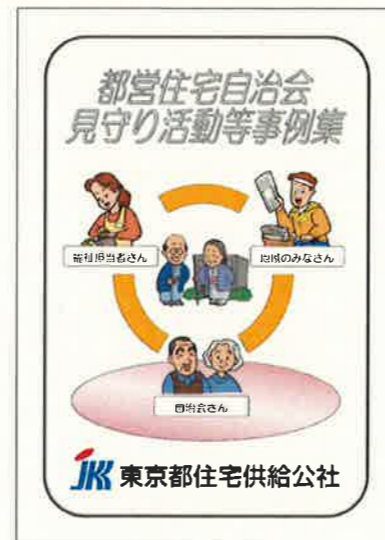 都営住宅自治会
見守り活動等事例集
福祉担当者さん
地域のみなさん
自治会さん
JKK 東京都住宅供給公社